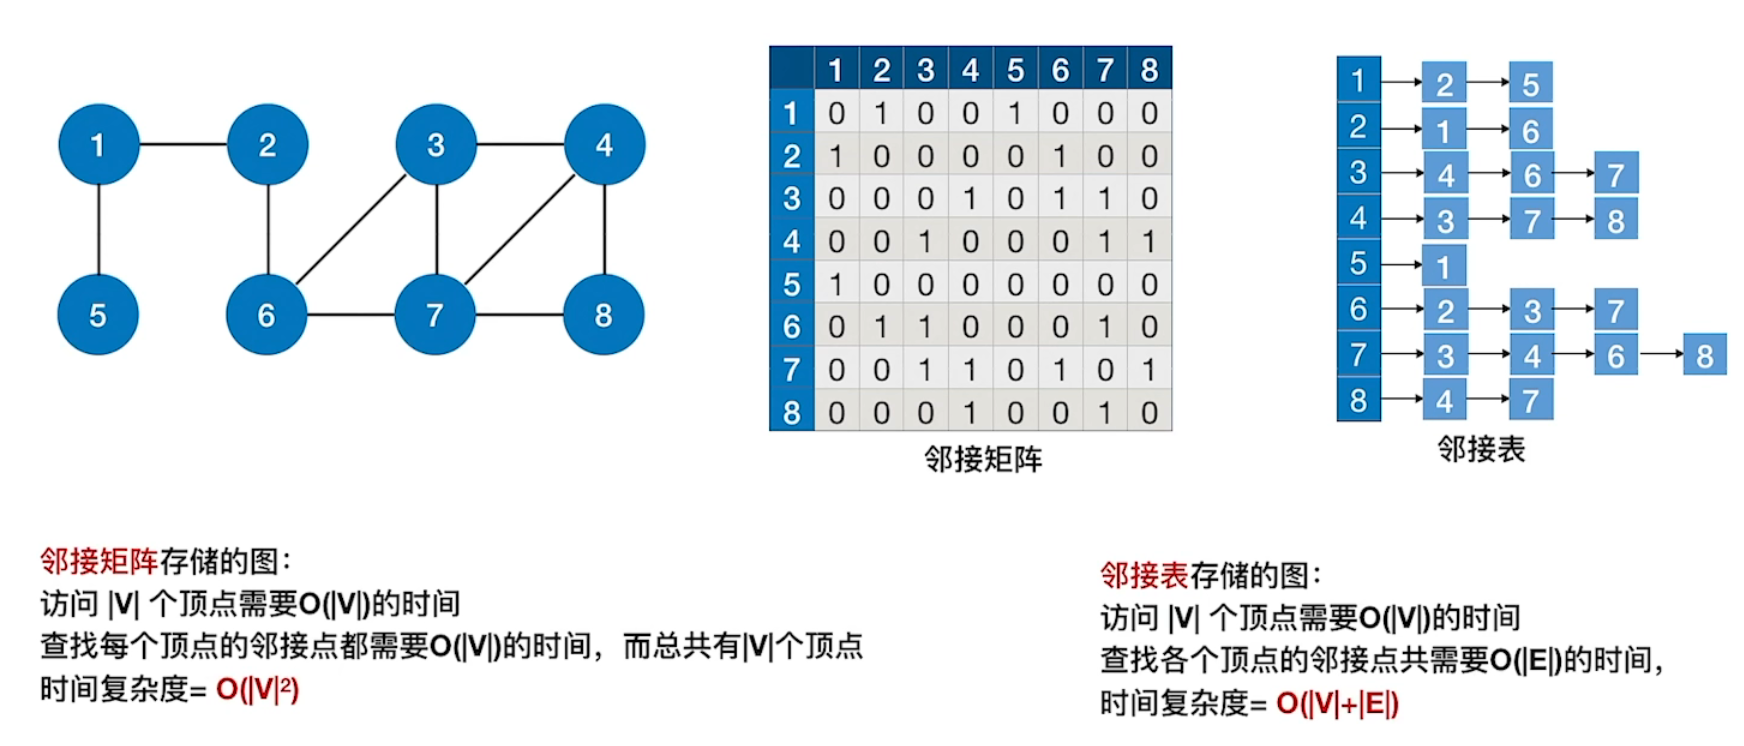 1 2 3 4
5 6 7 8
1 2 3 4 5 6 7 8
1 0 1 0 0 1 0 0 0
2 1 0 0 0 0 1 0 0
3 0 0 0 1 0 1 1 0
4 0 0 1 0 0 0 1 1
5 1 0 0 0 0 0 0 0
6 0 1 1 0 0 0 1 0
7 0 0 1 1 0 1 0 1
8 0 0 0 1 0 0 1 0
邻接矩阵
1 2 5
2 1 6
3 4 6 7
4 3 7 8
5 1
6 2 3 7
7 3 4 6 8
8 4 7
邻接表
邻接矩阵存储的图：
访问 |V| 个顶点需要O(|V|)的时间
查找每个顶点的邻接点都需要O(|V|)的时间，而总共有|V|个顶点
时间复杂度= O(|V|²)
邻接表存储的图：
访问 |V| 个顶点需要O(|V|)的时间
查找各个顶点的邻接点共需要O(|E|)的时间，
时间复杂度= O(|V|+|E|)